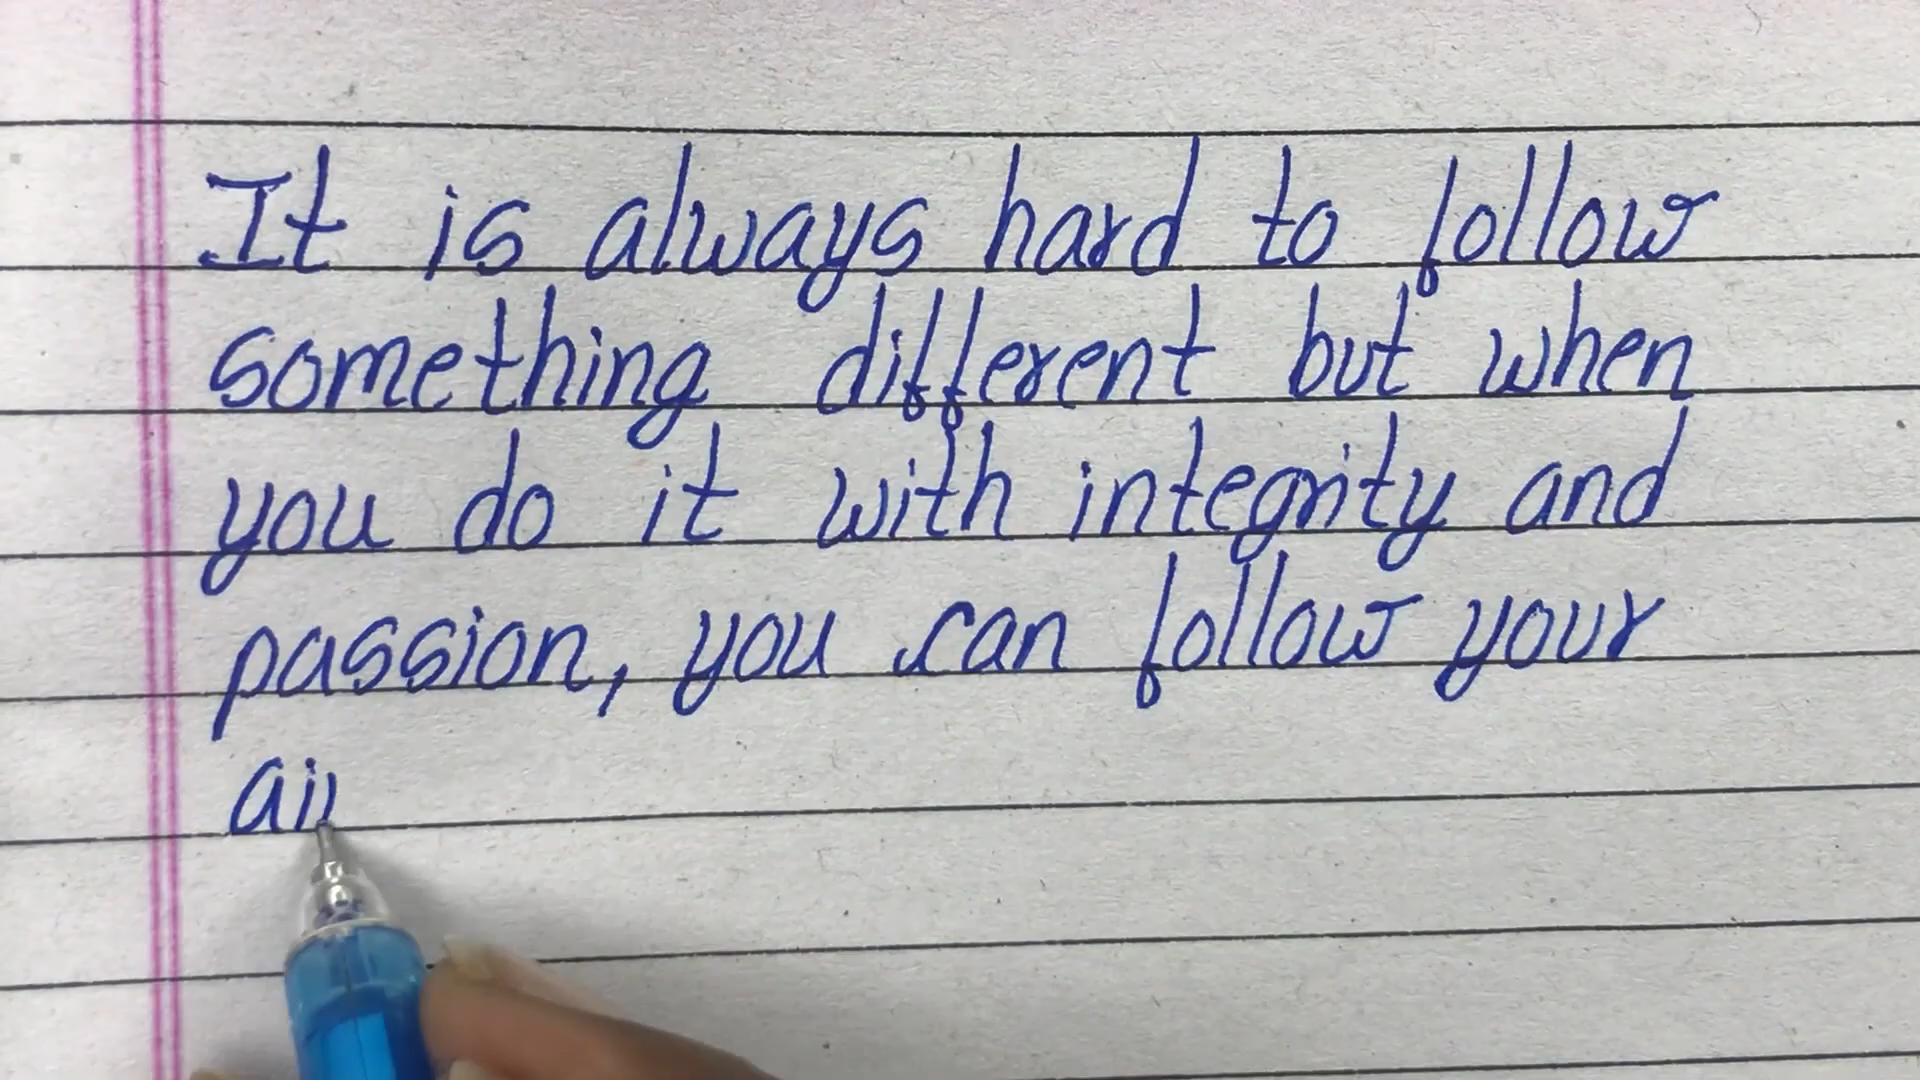 It is always hard to follow
something different but when
you do it with integrity and
passion, you can follow your